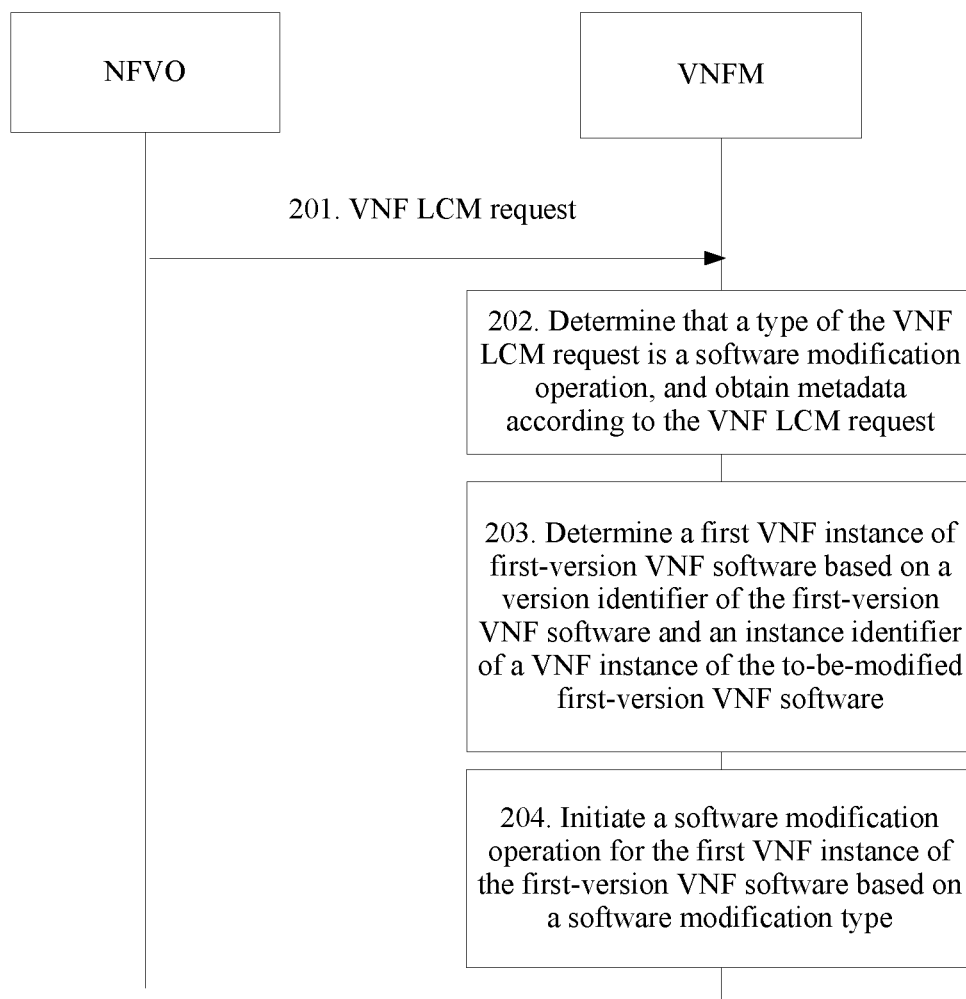 NFVO
VNFM
201. VNF LCM request
202. Determine that a type of the VNF
LCM request is a software modification
operation, and obtain metadata
according to the VNF LCM request
203. Determine a first VNF instance of
first-version VNF software based on a
version identifier of the first-version
VNF software and an instance identifier
of a VNF instance of the to-be-modified
first-version VNF software
204. Initiate a software modification
operation for the first VNF instance of
the first-version VNF software based on
a software modification type